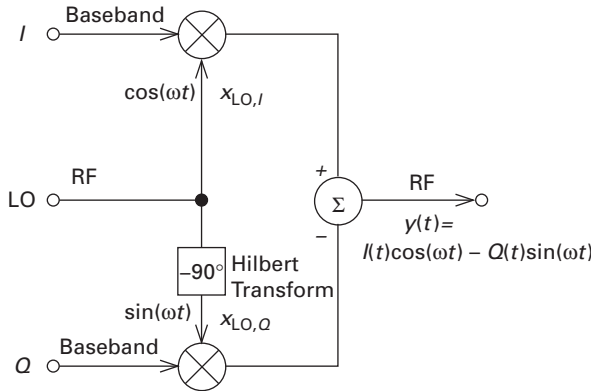 I
Baseband
cos(ωt)
x_LO,I
LO
RF
+
Σ
−
RF
y(t)=
I(t)cos(ωt) − Q(t)sin(ωt)
−90°
Hilbert
Transform
sin(ωt)
x_LO,Q
Q
Baseband